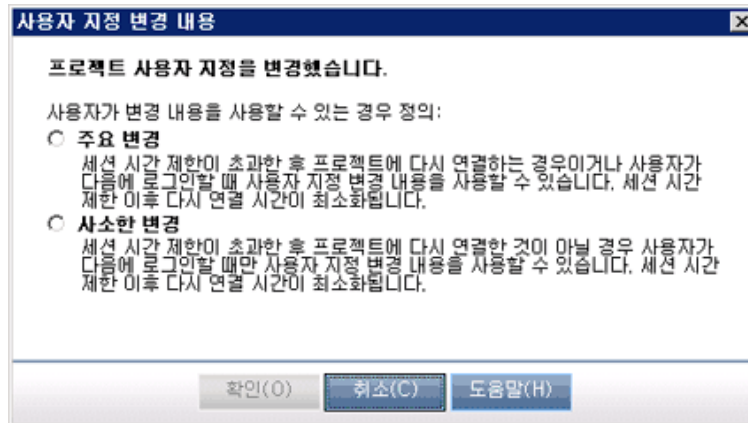 사용자 지정 변경 내용
프로젝트 사용자 지정을 변경했습니다.
사용자가 변경 내용을 사용할 수 있는 경우 정의:
주요 변경
세션 시간 제한이 초과한 후 프로젝트에 다시 연결하는 경우이거나 사용자가
다음에 로그인할 때 사용자 지정 변경 내용을 사용할 수 있습니다. 세션 시간
제한 이후 다시 연결 시간이 최소화됩니다.
사소한 변경
세션 시간 제한이 초과한 후 프로젝트에 다시 연결한 것이 아닐 경우 사용자가
다음에 로그인할 때만 사용자 지정 변경 내용을 사용할 수 있습니다. 세션 시간
제한 이후 다시 연결 시간이 최소화됩니다.
확인(O) 취소(C) 도움말(H)